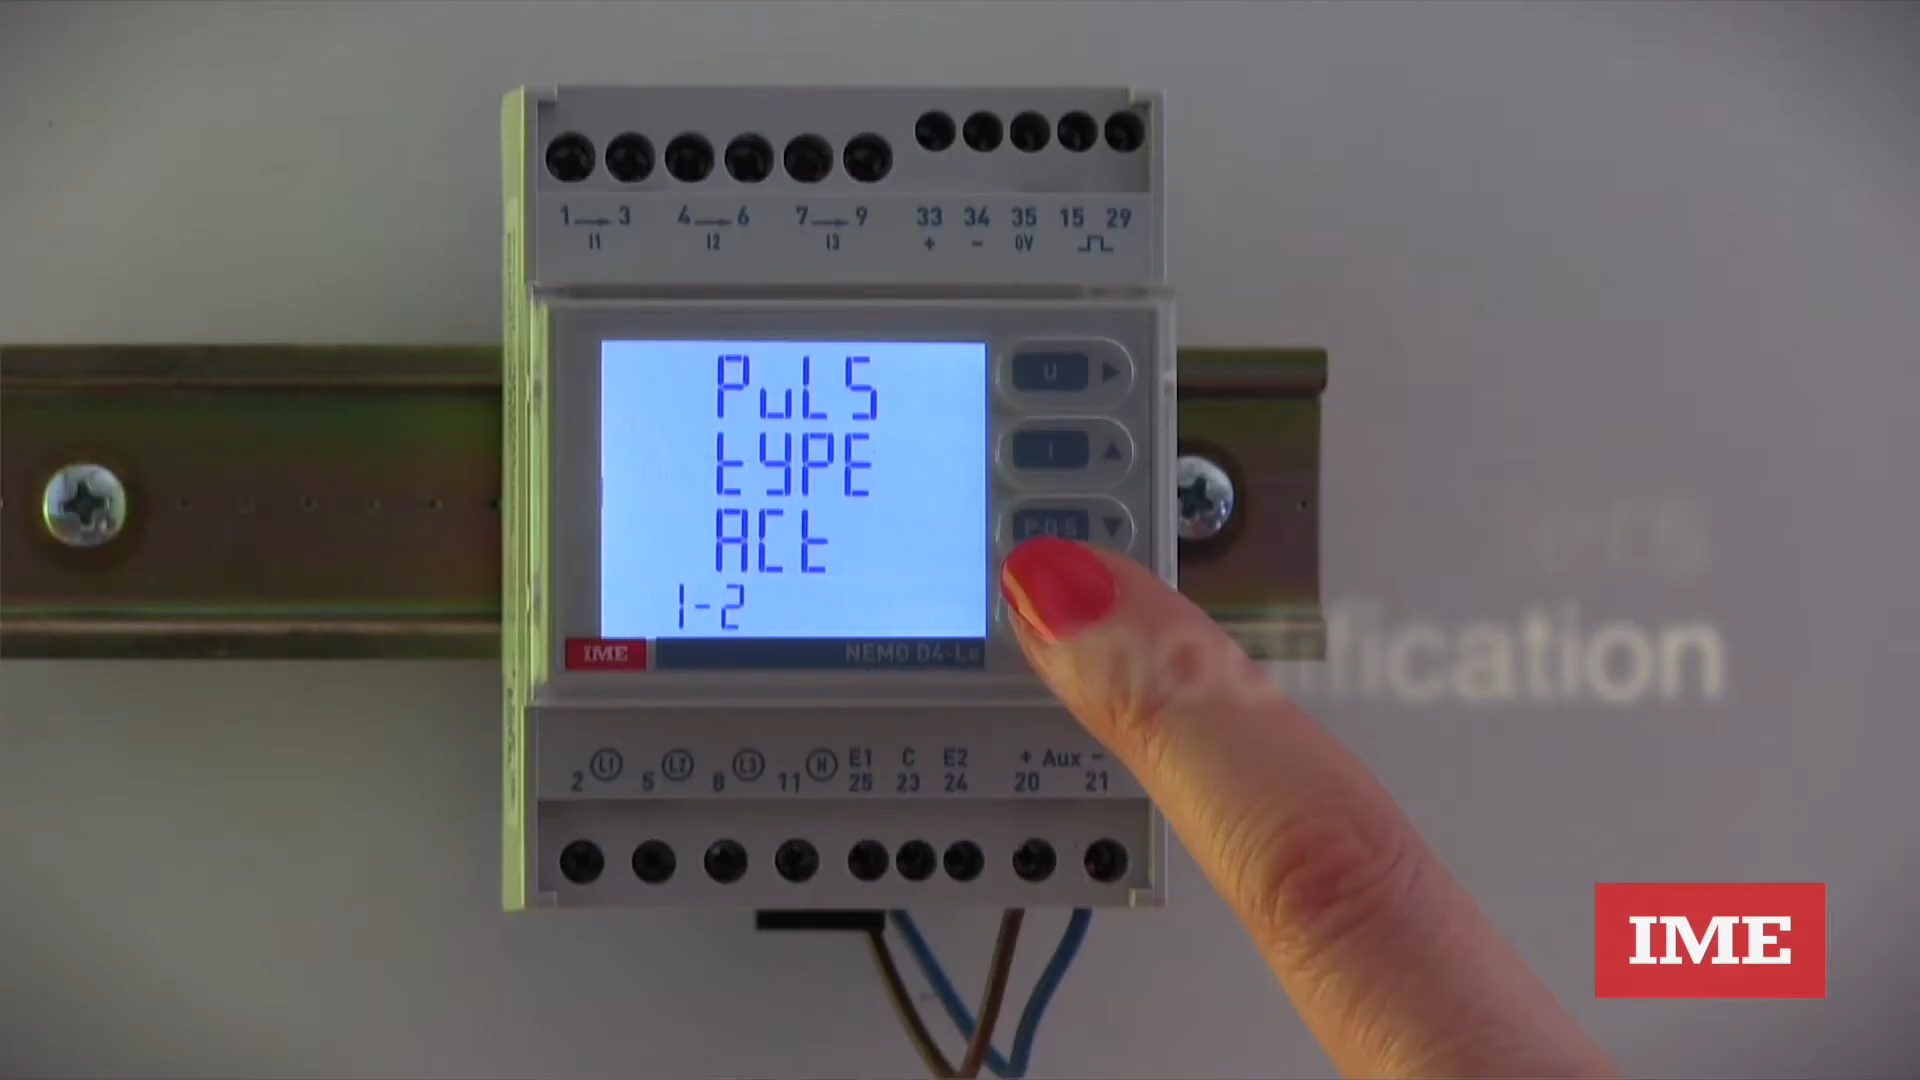 1 3 4 6 7 9 33 34 35 15 29
I1 I2 I3 + - 0V
PuLS
tYPE
ACt
1-2
U
I
P-Q-S
IME NEMO D4-Le
L1 L2 L3 N E1 C E2 + Aux -
2 5 8 11 25 23 24 20 21
ers
modification
IME